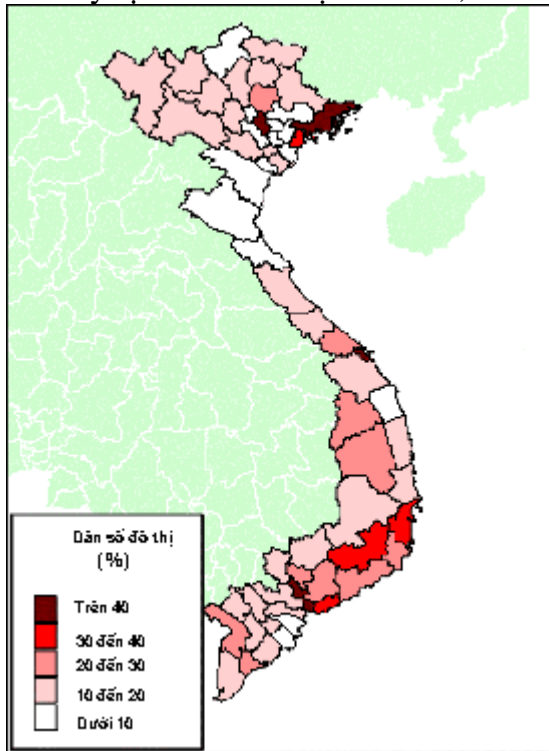 Dân số đô thị
(%)
Trên 40
30 đến 40
20 đến 30
10 đến 20
Dưới 10